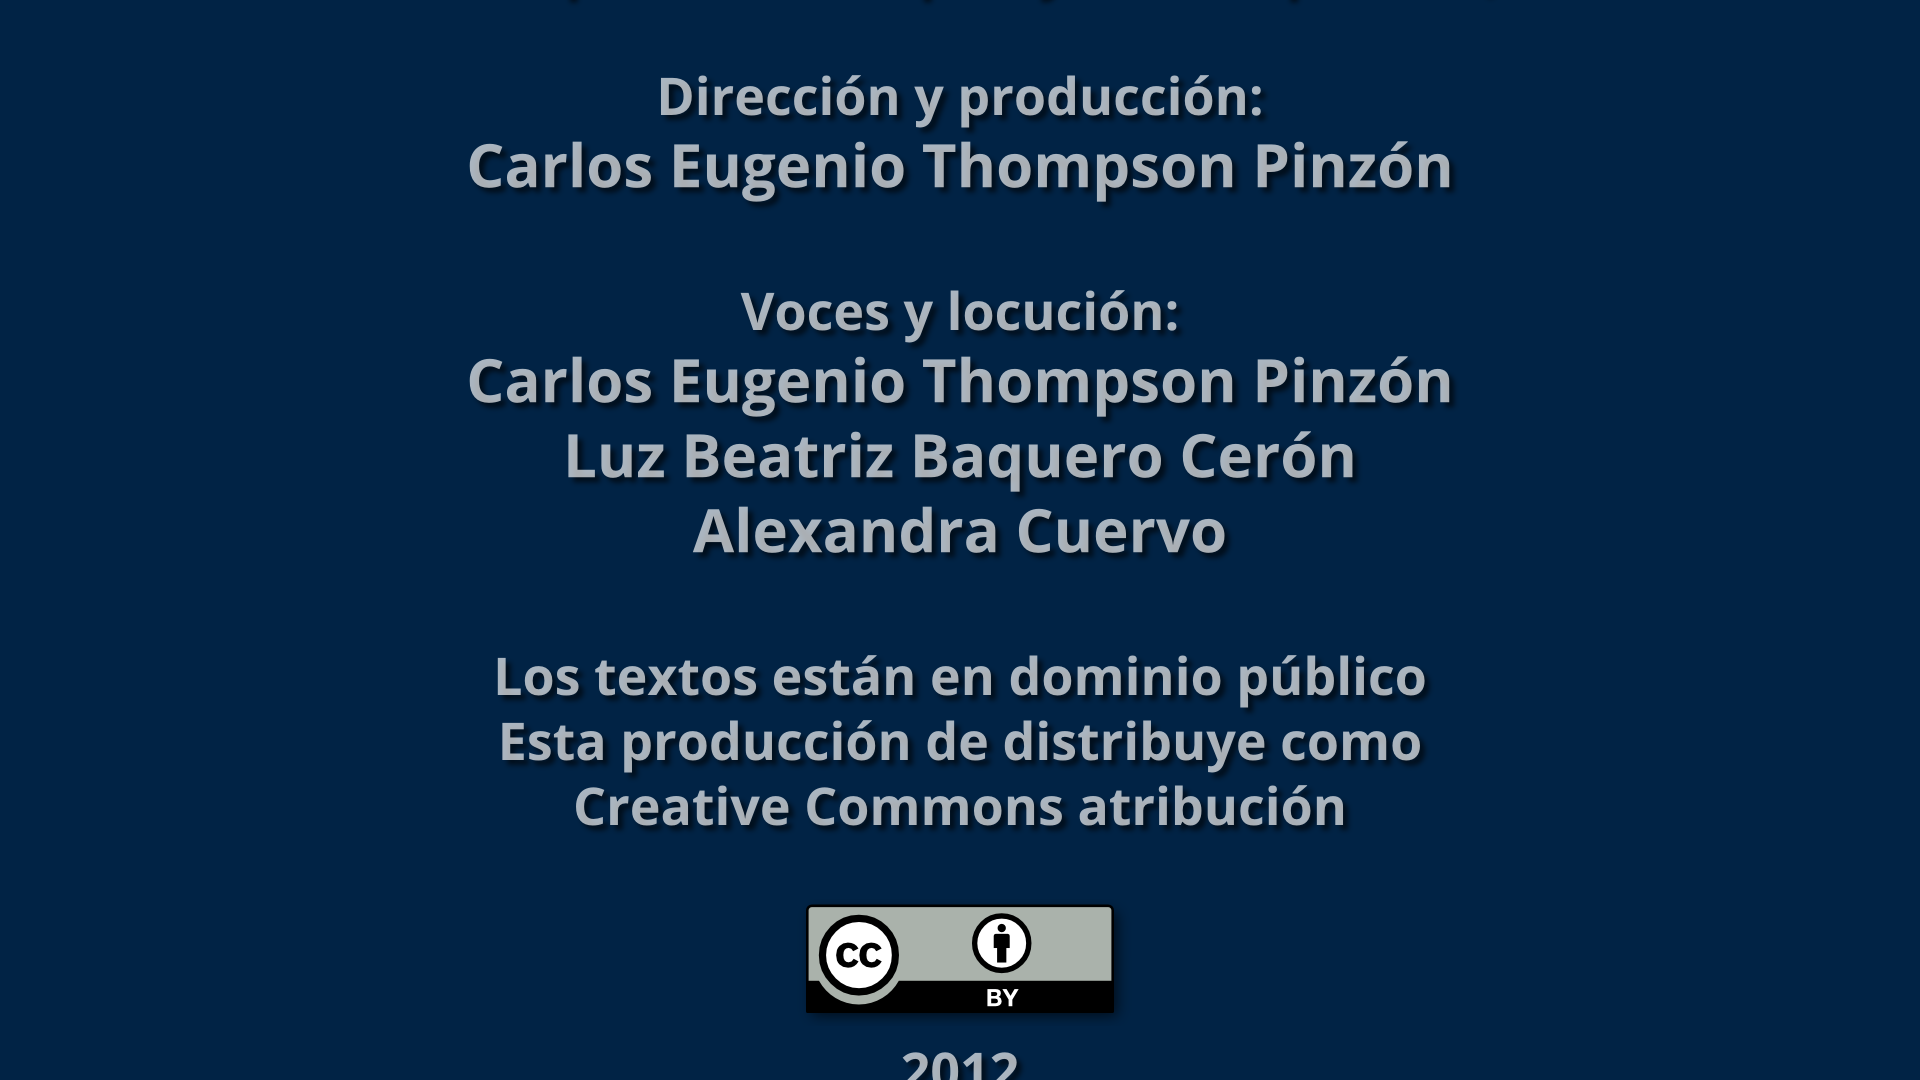 Dirección y producción:
Carlos Eugenio Thompson Pinzón
Voces y locución:
Carlos Eugenio Thompson Pinzón
Luz Beatriz Baquero Cerón
Alexandra Cuervo
Los textos están en dominio público
Esta producción de distribuye como
Creative Commons atribución
cc
BY
2012